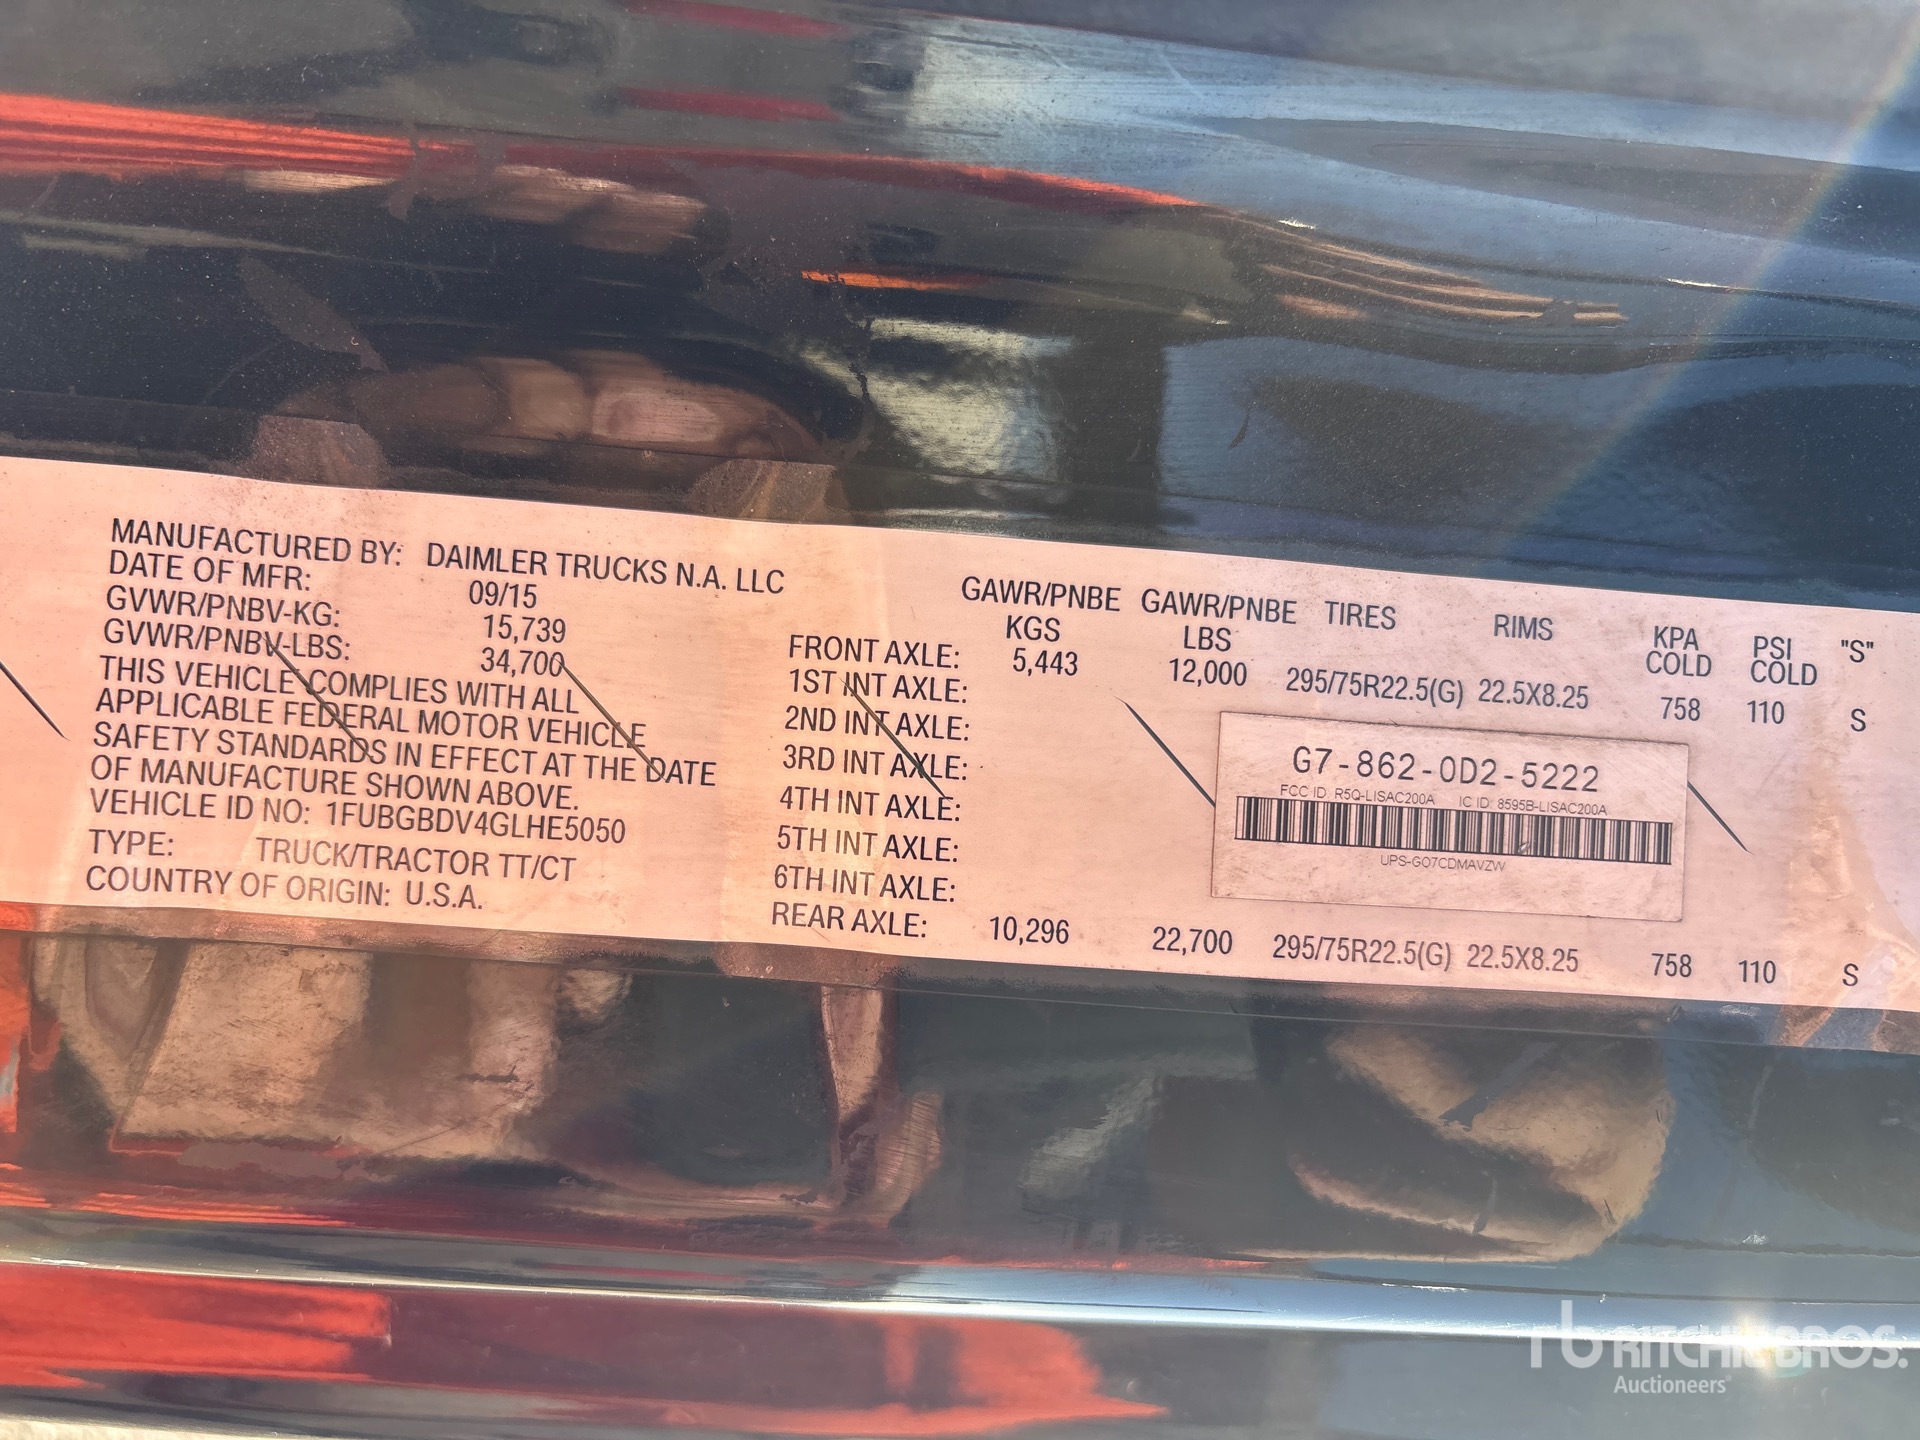 MANUFACTURED BY: DAIMLER TRUCKS N.A. LLC
DATE OF MFR: 09/15
GVWR/PNBV-KG: 15,739
GVWR/PNBV-LBS: 34,700
THIS VEHICLE COMPLIES WITH ALL
APPLICABLE FEDERAL MOTOR VEHICLE
SAFETY STANDARDS IN EFFECT AT THE DATE
OF MANUFACTURE SHOWN ABOVE.
VEHICLE ID NO: 1FUBGBDV4GLHE5050
TYPE: TRUCK/TRACTOR TT/CT
COUNTRY OF ORIGIN: U.S.A.
GAWR/PNBE GAWR/PNBE TIRES RIMS KPA PSI "S"
KGS LBS COLD COLD
FRONT AXLE: 5,443 12,000 295/75R22.5(G) 22.5X8.25 758 110 S
1ST INT AXLE:
2ND INT AXLE:
3RD INT AXLE:
4TH INT AXLE:
5TH INT AXLE:
6TH INT AXLE:
REAR AXLE: 10,296 22,700 295/75R22.5(G) 22.5X8.25 758 110 S
G7-862-0D2-5222
FCC ID: R5Q-LISAC200A IC ID: 8595B-LISAC200A
UPS-GO7CDMAVZW
rb RITCHIE BROS.
Auctioneers